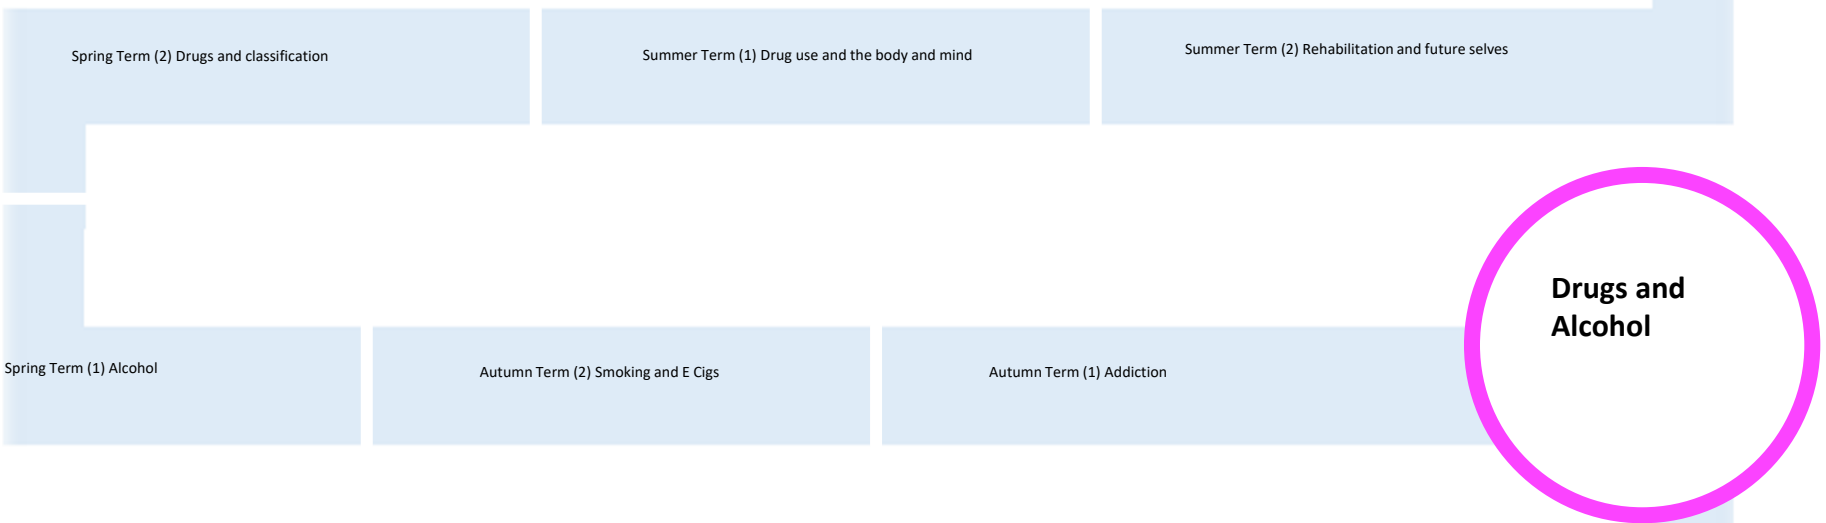 Spring Term (2) Drugs and classification
Summer Term (1) Drug use and the body and mind
Summer Term (2) Rehabilitation and future selves
Drugs and
Alcohol
Spring Term (1) Alcohol
Autumn Term (2) Smoking and E Cigs
Autumn Term (1) Addiction